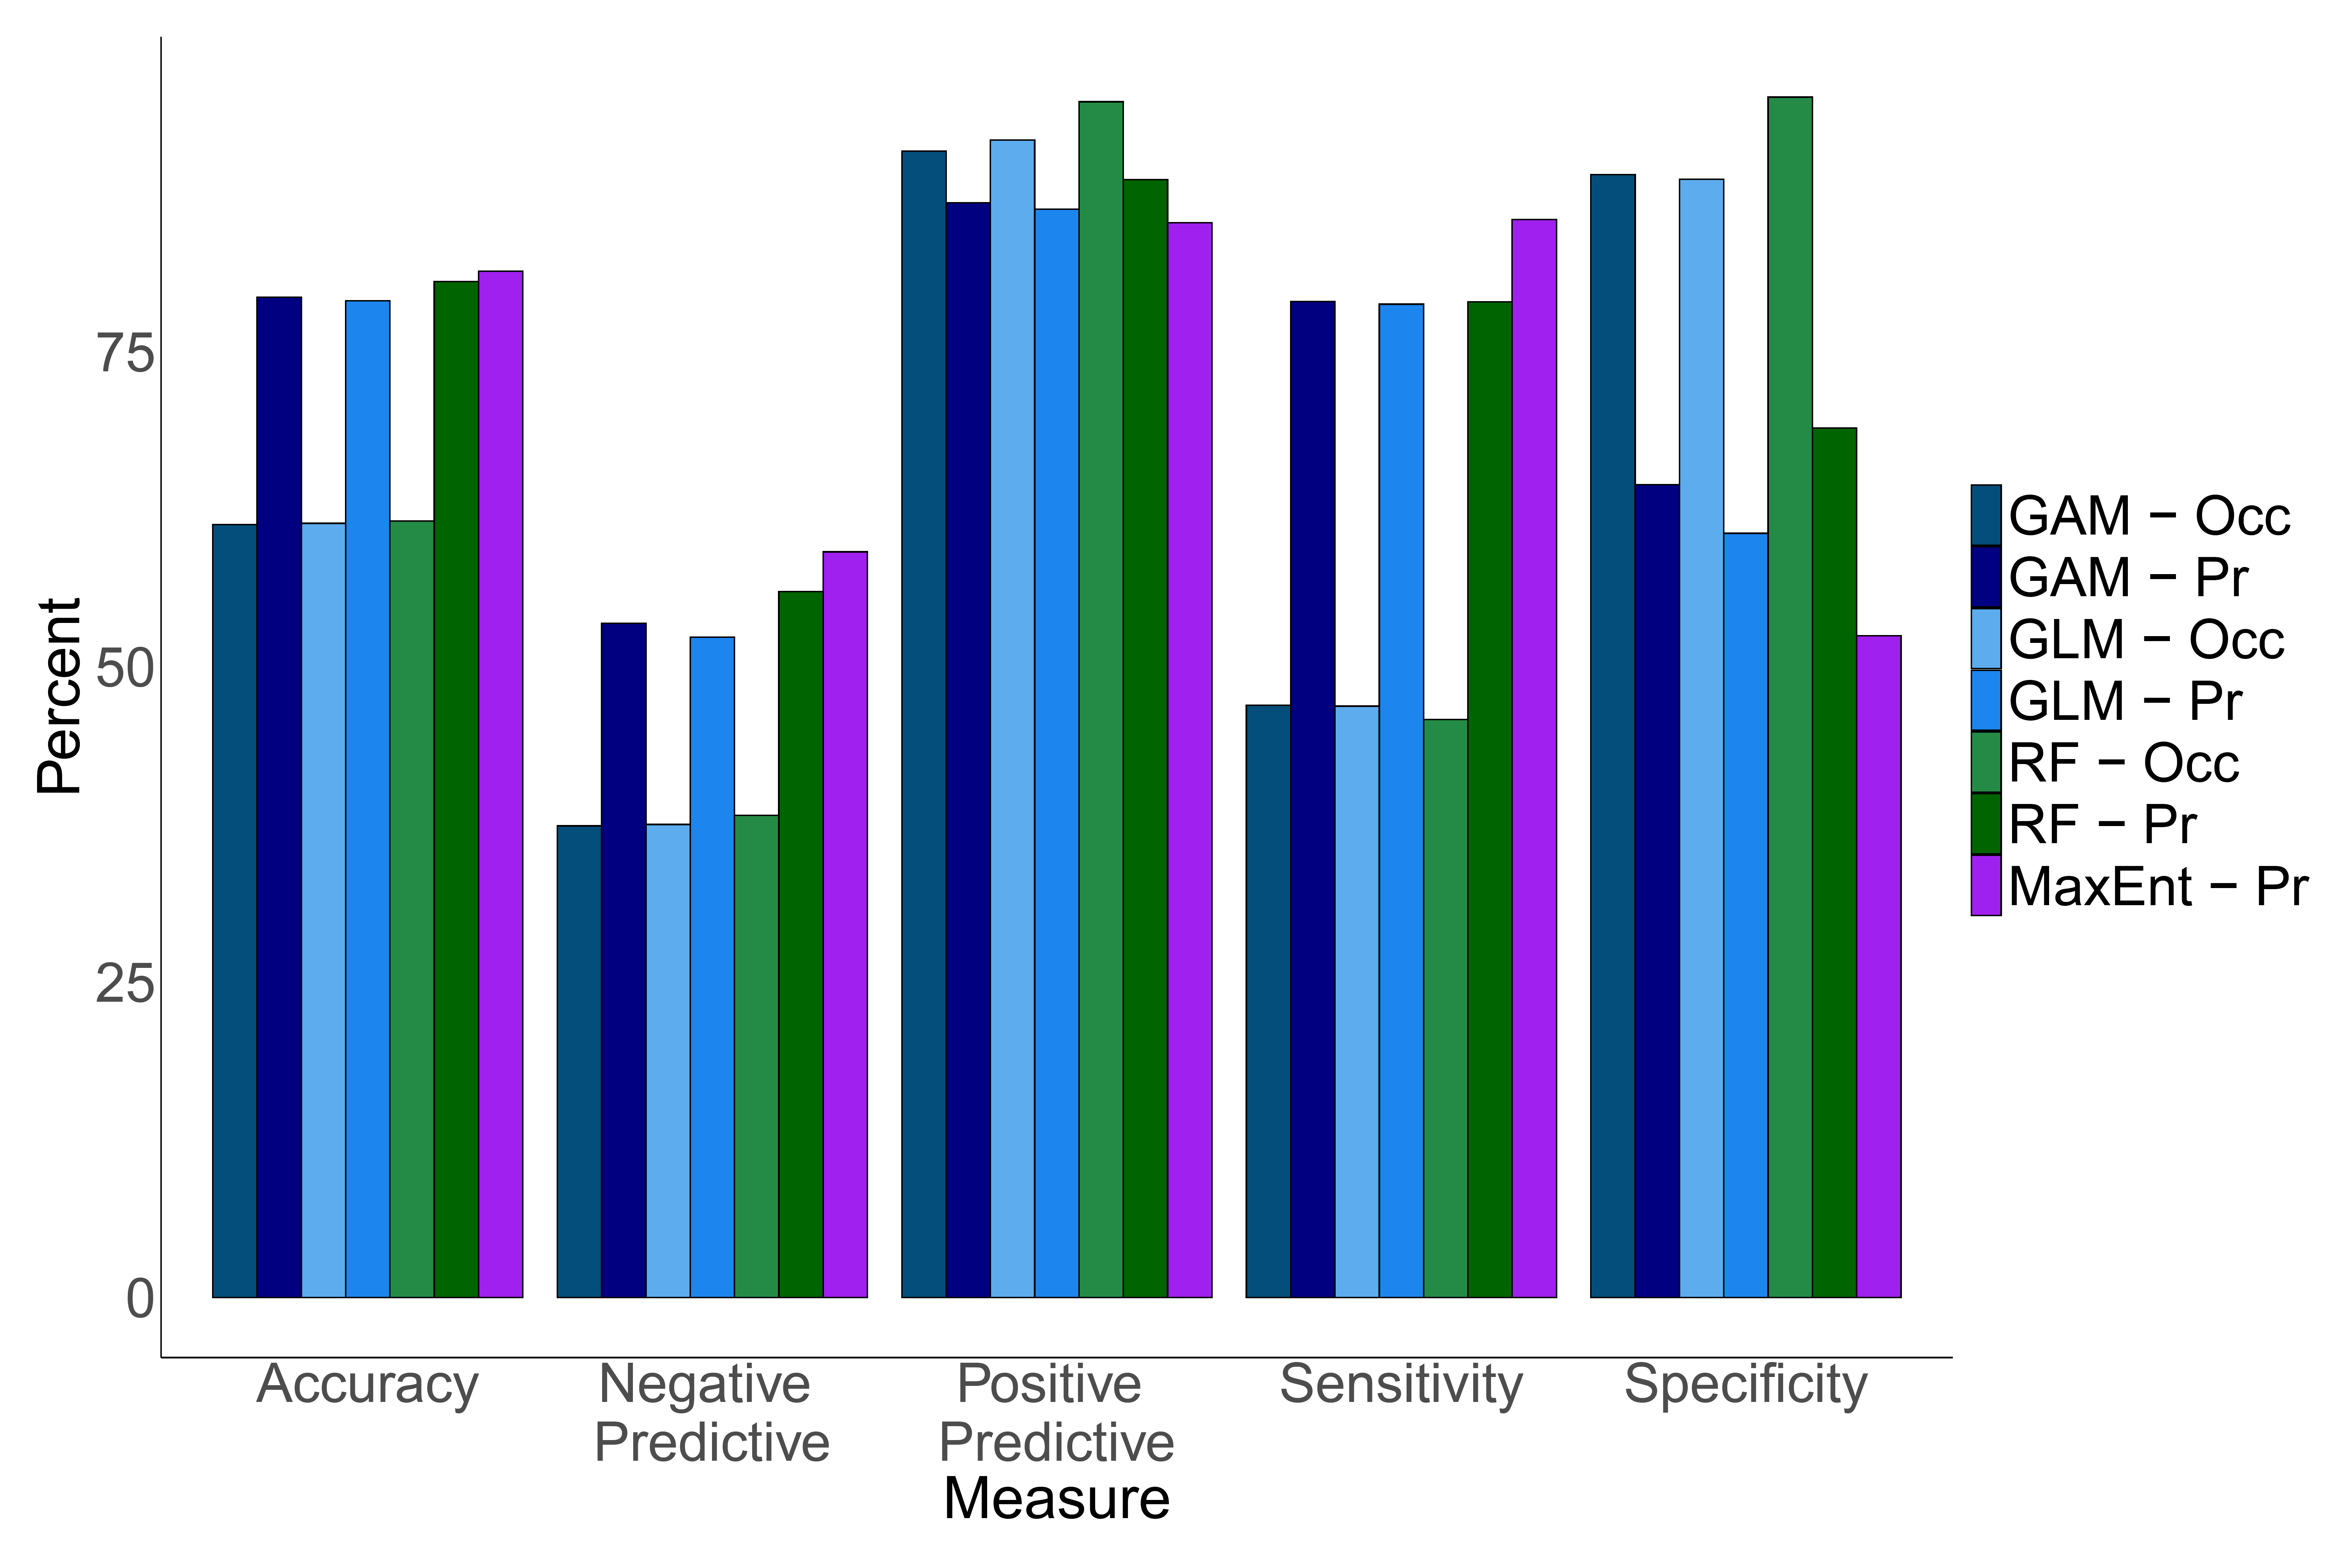 Percent
75
50
25
0
Accuracy
Negative
Predictive
Positive
Predictive
Sensitivity
Specificity
Measure
GAM − Occ
GAM − Pr
GLM − Occ
GLM − Pr
RF − Occ
RF − Pr
MaxEnt − Pr